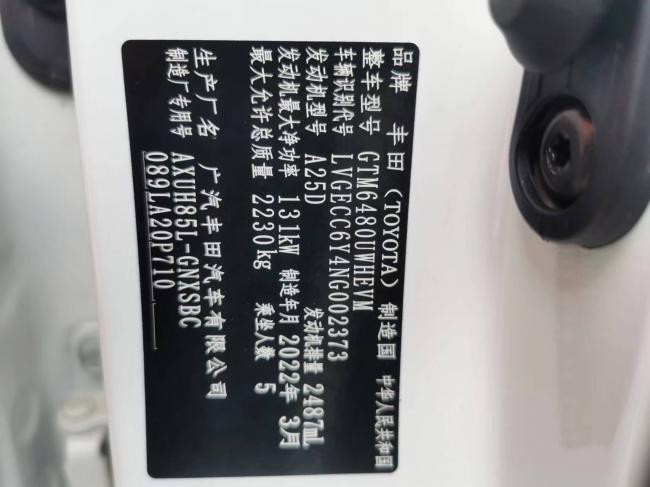 品牌 丰田（TOYOTA） 制造国 中华人民共和国
整车型号 GTM6480UWHEVM
车辆识别代号 LVGECC6Y4NG002373
发动机型号 A25D 发动机排量 2487mL
发动机最大净功率 131kW 制造年月 2022年 3月
最大允许总质量 2230kg 乘坐人数 5
生产厂名 广汽丰田汽车有限公司
制造厂专用号 AXUH85L-GNXSBC
089LA20P710